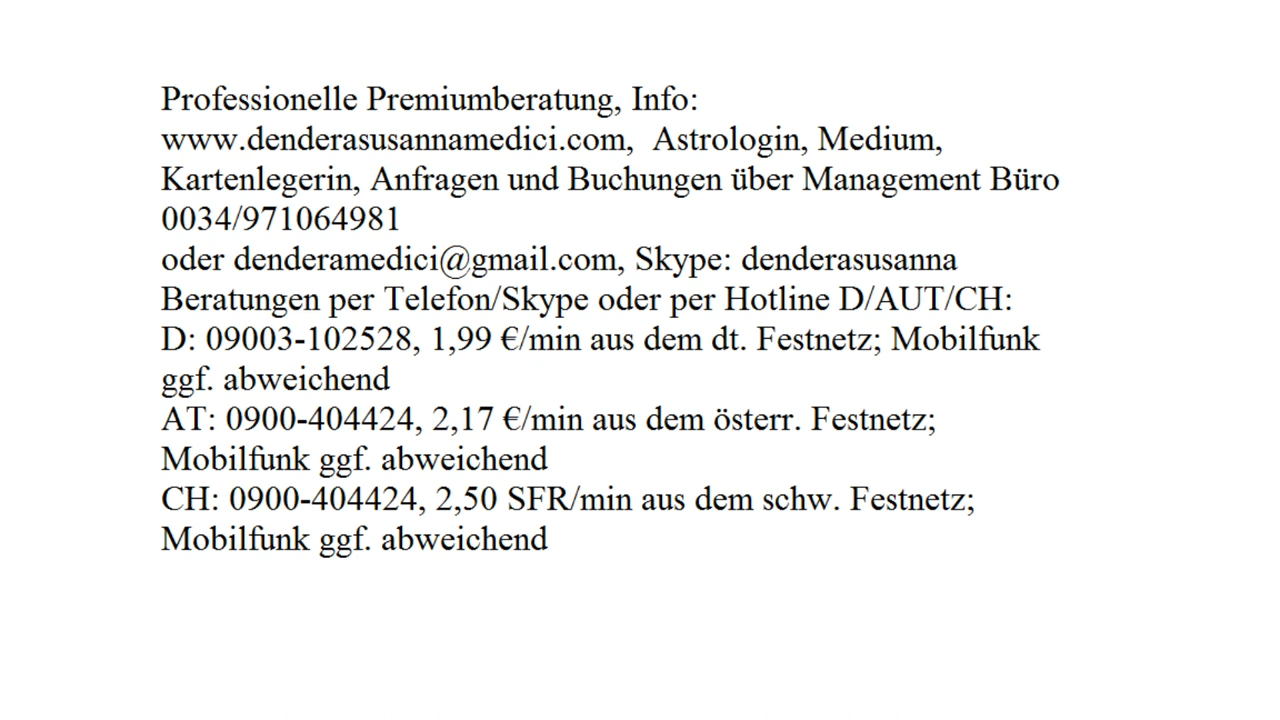 Professionelle Premiumberatung, Info:
www.denderasusannamedici.com,  Astrologin, Medium,
Kartenlegerin, Anfragen und Buchungen über Management Büro
0034/971064981
oder denderamedici@gmail.com, Skype: denderasusanna
Beratungen per Telefon/Skype oder per Hotline D/AUT/CH:
D: 09003-102528, 1,99 €/min aus dem dt. Festnetz; Mobilfunk
ggf. abweichend
AT: 0900-404424, 2,17 €/min aus dem österr. Festnetz;
Mobilfunk ggf. abweichend
CH: 0900-404424, 2,50 SFR/min aus dem schw. Festnetz;
Mobilfunk ggf. abweichend